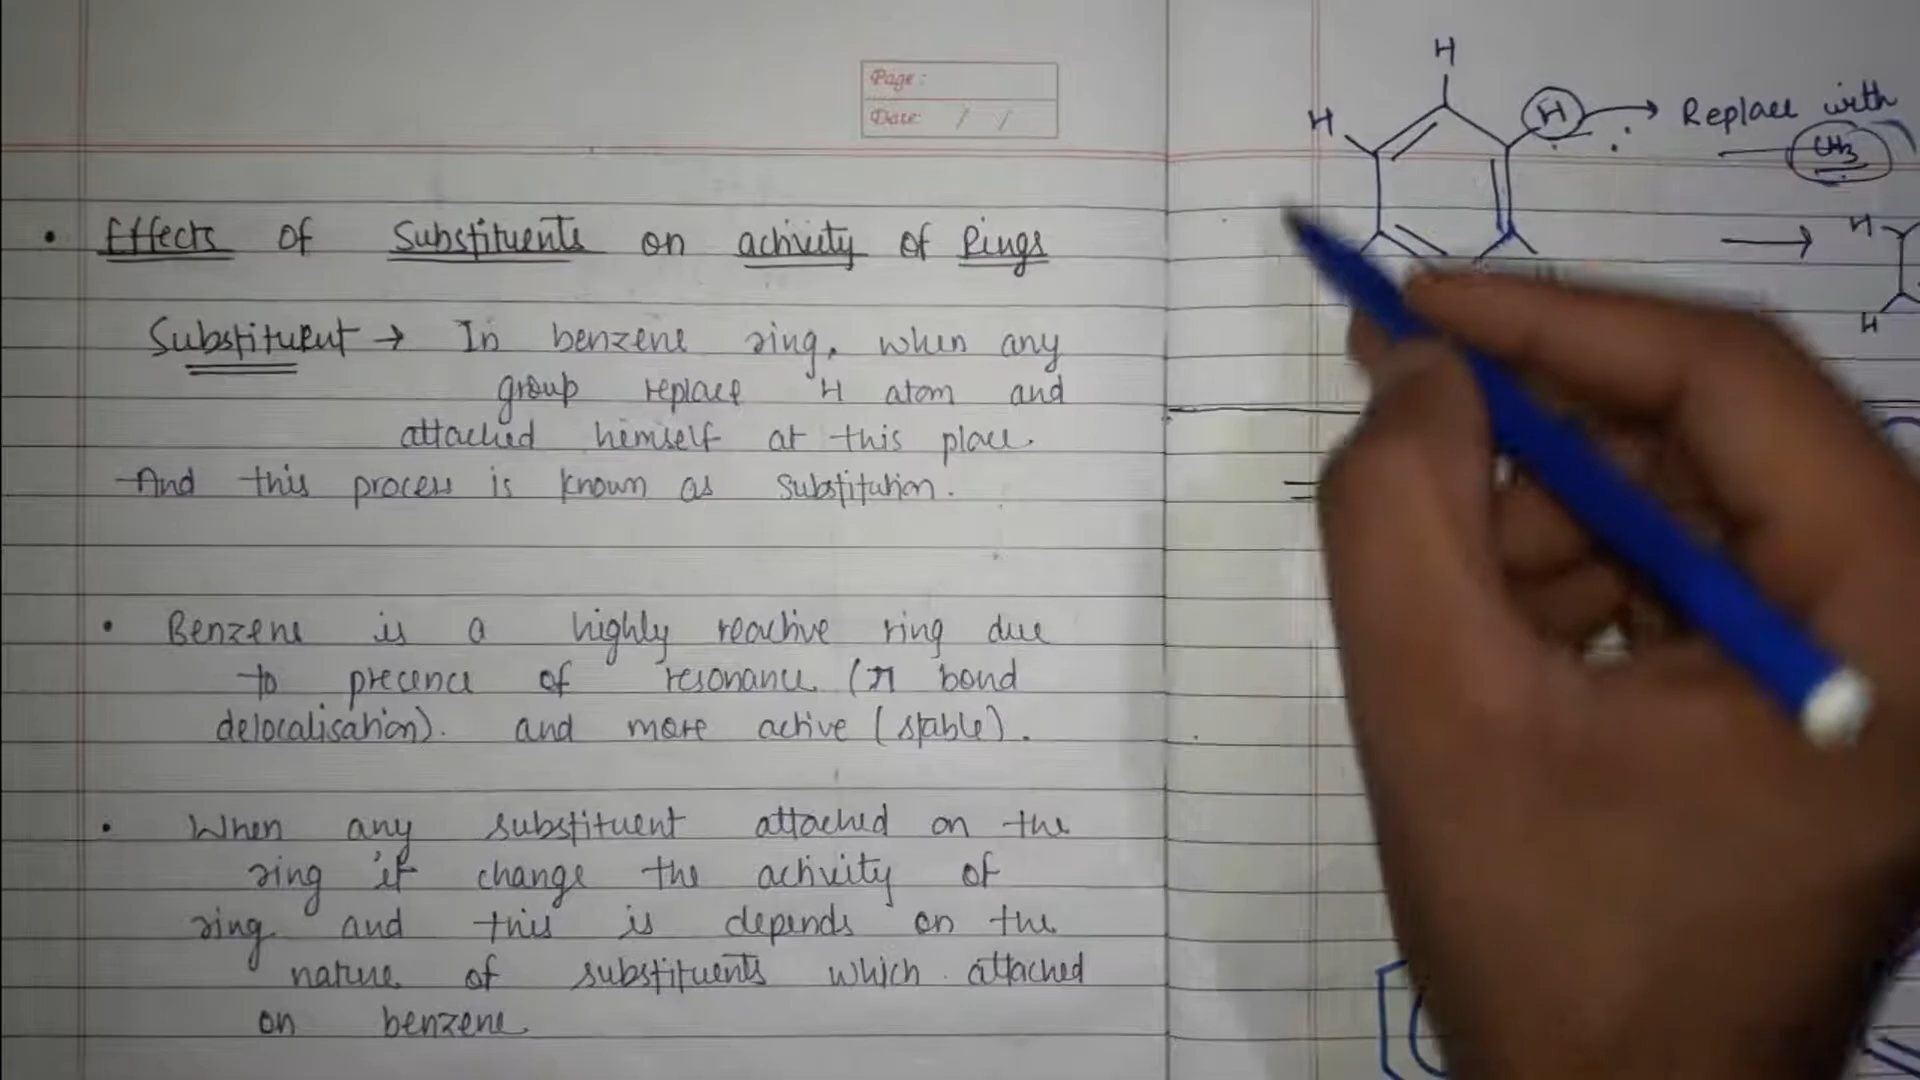 Page:
Date: / /
• Effects of Substituents on activity of Rings
Substituent → In benzene ring, when any
group replace H atom and
attached himself at this place.
And this process is known as substitution.
• Benzene is a highly reactive ring due
to precence of resonance (π bond
delocalisation). and more active (stable).
• When any substituent attached on the
ring it change the activity of
ring and this is depends on the
nature of substituents which attached
on benzene
H
H
H → Replace with
CH3
→ H
H